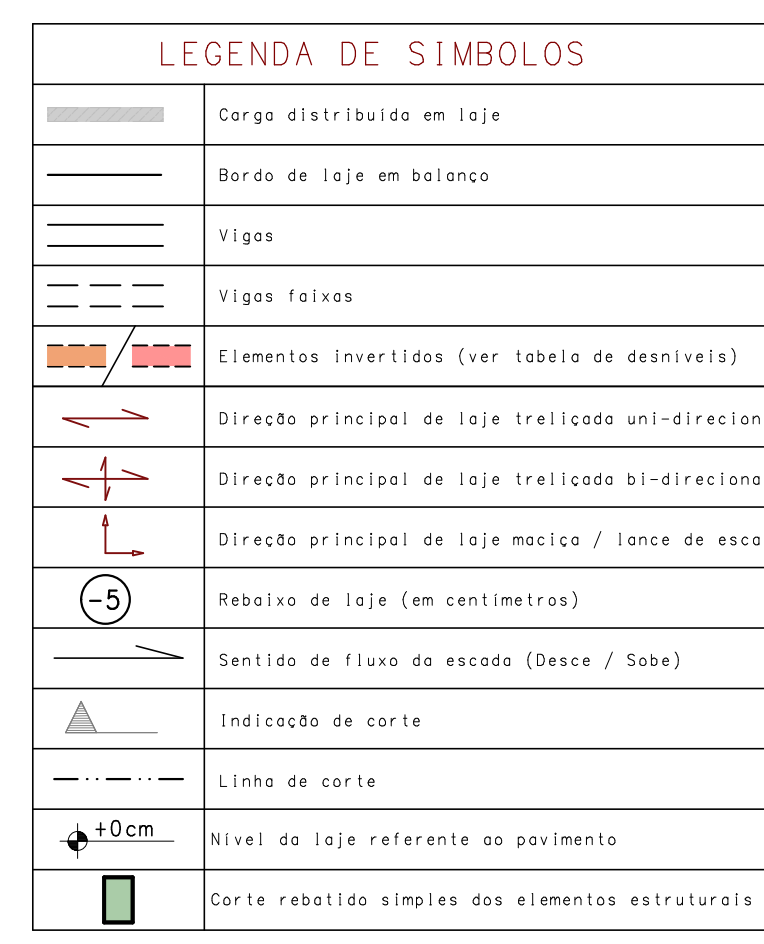 LEGENDA DE SIMBOLOS
Carga distribuída em laje
Bordo de laje em balanço
Vigas
Vigas faixas
Elementos invertidos (ver tabela de desníveis)
Direção principal de laje treliçada uni-direcion
Direção principal de laje treliçada bi-direciona
Direção principal de laje maciça / lance de esca
-5 Rebaixo de laje (em centímetros)
Sentido de fluxo da escada (Desce / Sobe)
Indicação de corte
Linha de corte
+0cm Nível da laje referente ao pavimento
Corte rebatido simples dos elementos estruturais